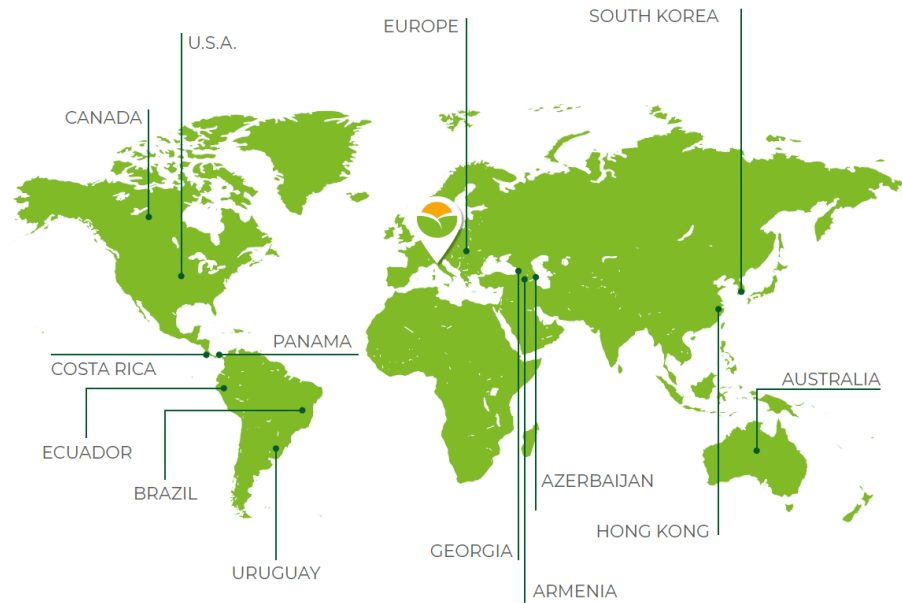 SOUTH KOREA
EUROPE
U.S.A.
CANADA
PANAMA
COSTA RICA
AUSTRALIA
ECUADOR
AZERBAIJAN
BRAZIL
HONG KONG
GEORGIA
URUGUAY
ARMENIA